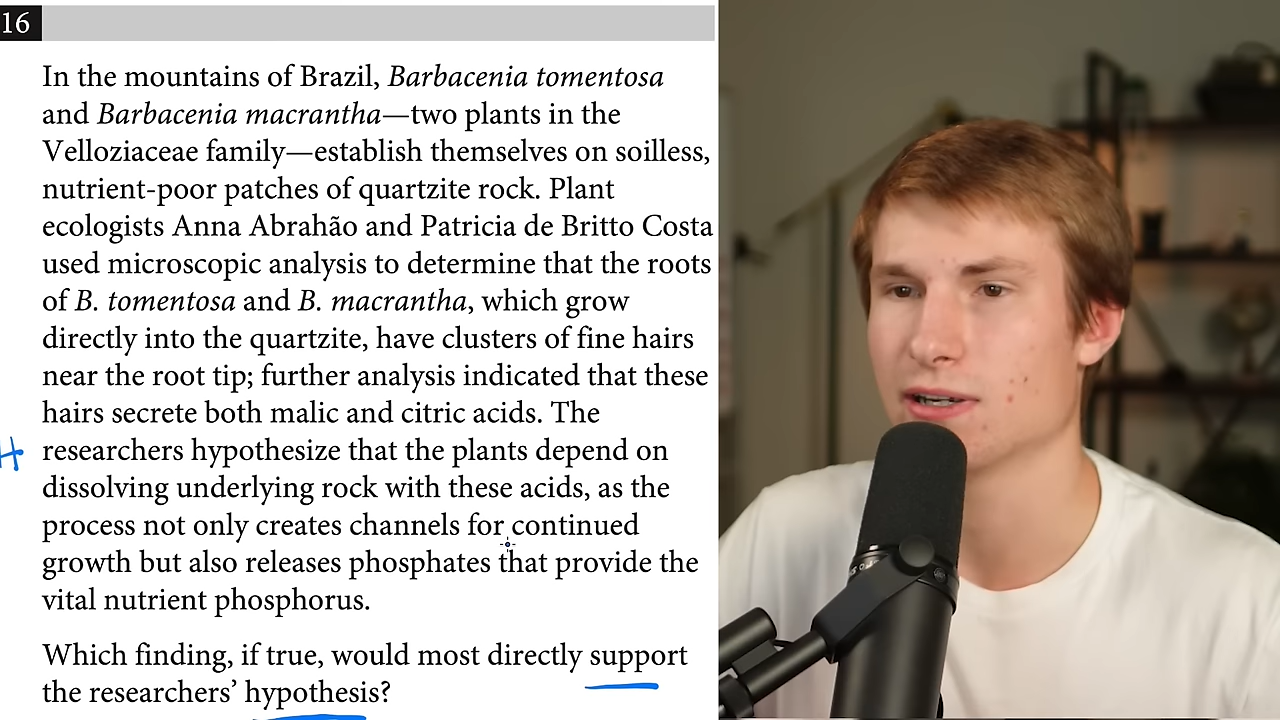 16
In the mountains of Brazil, Barbacenia tomentosa
and Barbacenia macrantha—two plants in the
Velloziaceae family—establish themselves on soilless,
nutrient-poor patches of quartzite rock. Plant
ecologists Anna Abrahão and Patricia de Britto Costa
used microscopic analysis to determine that the roots
of B. tomentosa and B. macrantha, which grow
directly into the quartzite, have clusters of fine hairs
near the root tip; further analysis indicated that these
hairs secrete both malic and citric acids. The
H researchers hypothesize that the plants depend on
dissolving underlying rock with these acids, as the
process not only creates channels for continued
growth but also releases phosphates that provide the
vital nutrient phosphorus.
Which finding, if true, would most directly support
the researchers’ hypothesis?